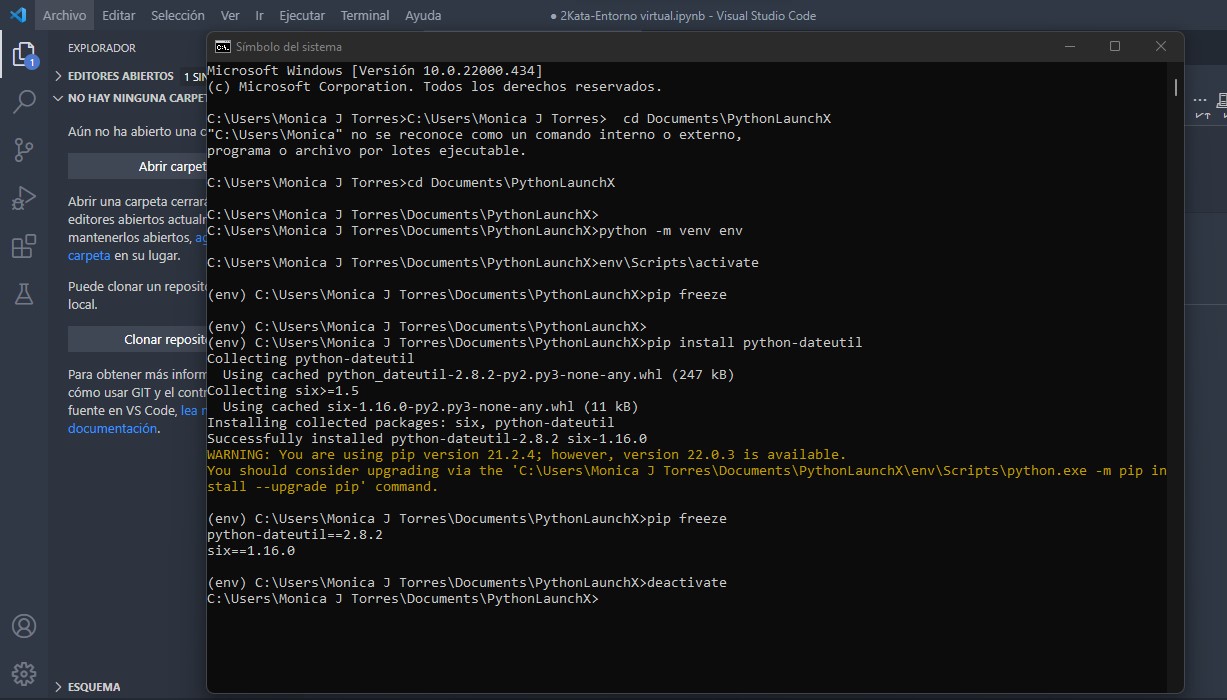 Archivo Editar Selección Ver Ir Ejecutar Terminal Ayuda ● 2Kata-Entorno virtual.ipynb - Visual Studio Code
EXPLORADOR
EDITORES ABIERTOS 1 SIN
NO HAY NINGUNA CARPET
Aún no ha abierto una c
Abrir carpet
Abrir una carpeta cerrará
editores abiertos actualn
mantenerlos abiertos, ag
carpeta en su lugar.
Puede clonar un reposito
local.
Clonar reposit
Para obtener más inform
cómo usar GIT y el contr
fuente en VS Code, lea n
documentación.
ESQUEMA
1
Símbolo del sistema
Microsoft Windows [Versión 10.0.22000.434]
(c) Microsoft Corporation. Todos los derechos reservados.
C:\Users\Monica J Torres>C:\Users\Monica J Torres>  cd Documents\PythonLaunchX
"C:\Users\Monica" no se reconoce como un comando interno o externo,
programa o archivo por lotes ejecutable.
C:\Users\Monica J Torres>cd Documents\PythonLaunchX
C:\Users\Monica J Torres\Documents\PythonLaunchX>
C:\Users\Monica J Torres\Documents\PythonLaunchX>python -m venv env
C:\Users\Monica J Torres\Documents\PythonLaunchX>env\Scripts\activate
(env) C:\Users\Monica J Torres\Documents\PythonLaunchX>pip freeze
(env) C:\Users\Monica J Torres\Documents\PythonLaunchX>
(env) C:\Users\Monica J Torres\Documents\PythonLaunchX>pip install python-dateutil
Collecting python-dateutil
  Using cached python_dateutil-2.8.2-py2.py3-none-any.whl (247 kB)
Collecting six>=1.5
  Using cached six-1.16.0-py2.py3-none-any.whl (11 kB)
Installing collected packages: six, python-dateutil
Successfully installed python-dateutil-2.8.2 six-1.16.0
WARNING: You are using pip version 21.2.4; however, version 22.0.3 is available.
You should consider upgrading via the 'C:\Users\Monica J Torres\Documents\PythonLaunchX\env\Scripts\python.exe -m pip in
stall --upgrade pip' command.
(env) C:\Users\Monica J Torres\Documents\PythonLaunchX>pip freeze
python-dateutil==2.8.2
six==1.16.0
(env) C:\Users\Monica J Torres\Documents\PythonLaunchX>deactivate
C:\Users\Monica J Torres\Documents\PythonLaunchX>